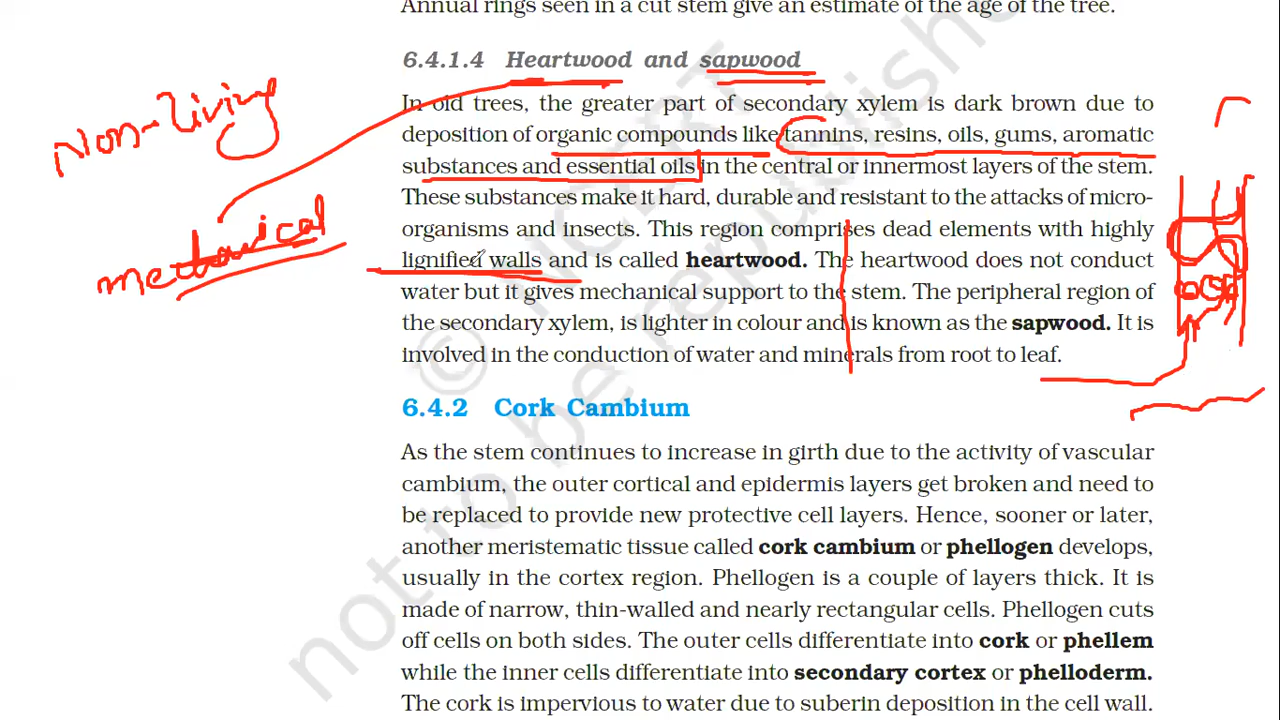 Annual rings seen in a cut stem give an estimate of the age of the tree.
6.4.1.4 Heartwood and sapwood
In old trees, the greater part of secondary xylem is dark brown due to
deposition of organic compounds like tannins, resins, oils, gums, aromatic
substances and essential oils in the central or innermost layers of the stem.
These substances make it hard, durable and resistant to the attacks of micro-
organisms and insects. This region comprises dead elements with highly
lignified walls and is called heartwood. The heartwood does not conduct
water but it gives mechanical support to the stem. The peripheral region of
the secondary xylem, is lighter in colour and is known as the sapwood. It is
involved in the conduction of water and minerals from root to leaf.
Non-living
mechanical
6.4.2 Cork Cambium
As the stem continues to increase in girth due to the activity of vascular
cambium, the outer cortical and epidermis layers get broken and need to
be replaced to provide new protective cell layers. Hence, sooner or later,
another meristematic tissue called cork cambium or phellogen develops,
usually in the cortex region. Phellogen is a couple of layers thick. It is
made of narrow, thin-walled and nearly rectangular cells. Phellogen cuts
off cells on both sides. The outer cells differentiate into cork or phellem
while the inner cells differentiate into secondary cortex or phelloderm.
The cork is impervious to water due to suberin deposition in the cell wall.
© NCERT
not to be republished